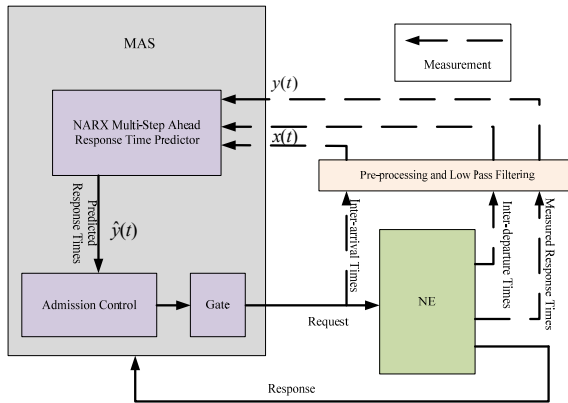 MAS
Measurement
y(t)
NARX Multi-Step Ahead
Response Time Predictor
x(t)
Pre-processing and Low Pass Filtering
Predicted
Response Times
ŷ(t)
Inter-arrival Times
Inter-departure Times
Measured Response Times
Admission Control
Gate
NE
Request
Response